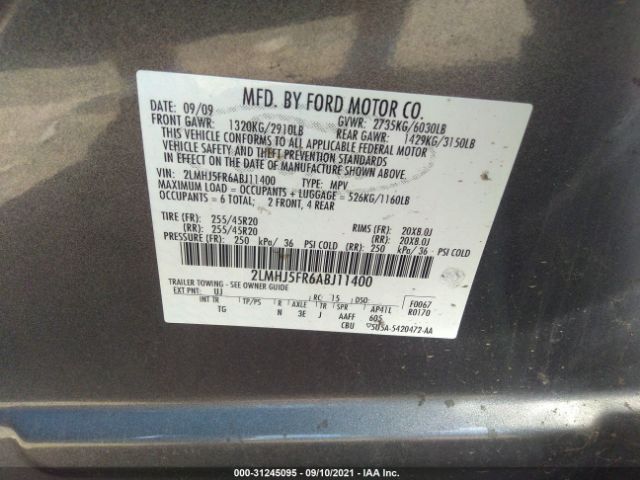 MFD. BY FORD MOTOR CO.
DATE: 09/09 GVWR: 2735KG/6030LB
FRONT GAWR: 1320KG/2910LB REAR GAWR: 1429KG/3150LB
THIS VEHICLE CONFORMS TO ALL APPLICABLE FEDERAL MOTOR
VEHICLE SAFETY AND THEFT PREVENTION STANDARDS IN
EFFECT ON THE DATE OF MANUFACTURE SHOWN ABOVE.
VIN: 2LMHJ5FR6ABJ11400 TYPE: MPV
MAXIMUM LOAD = OCCUPANTS + LUGGAGE = 526KG/1160LB
OCCUPANTS = 6 TOTAL, 2 FRONT, 4 REAR
TIRE (FR): 255/45R20 RIMS (FR): 20X8.0J
(RR): 255/45R20 (RR): 20X8.0J
PRESSURE (FR): 250 kPa/ 36 PSI COLD (RR): 250 kPa/ 36 PSI COLD
2LMHJ5FR6ABJ11400
TRAILER TOWING - SEE OWNER GUIDE
EXT PNT: UJ RC: 15 DSO: F0067
INT TR TP/PS R AXLE TR SPR AP41L R0170
TG N 3E J AAFF 605
CBU 5U5A-5420472-AA
000-31245095 - 09/10/2021 - IAA Inc.